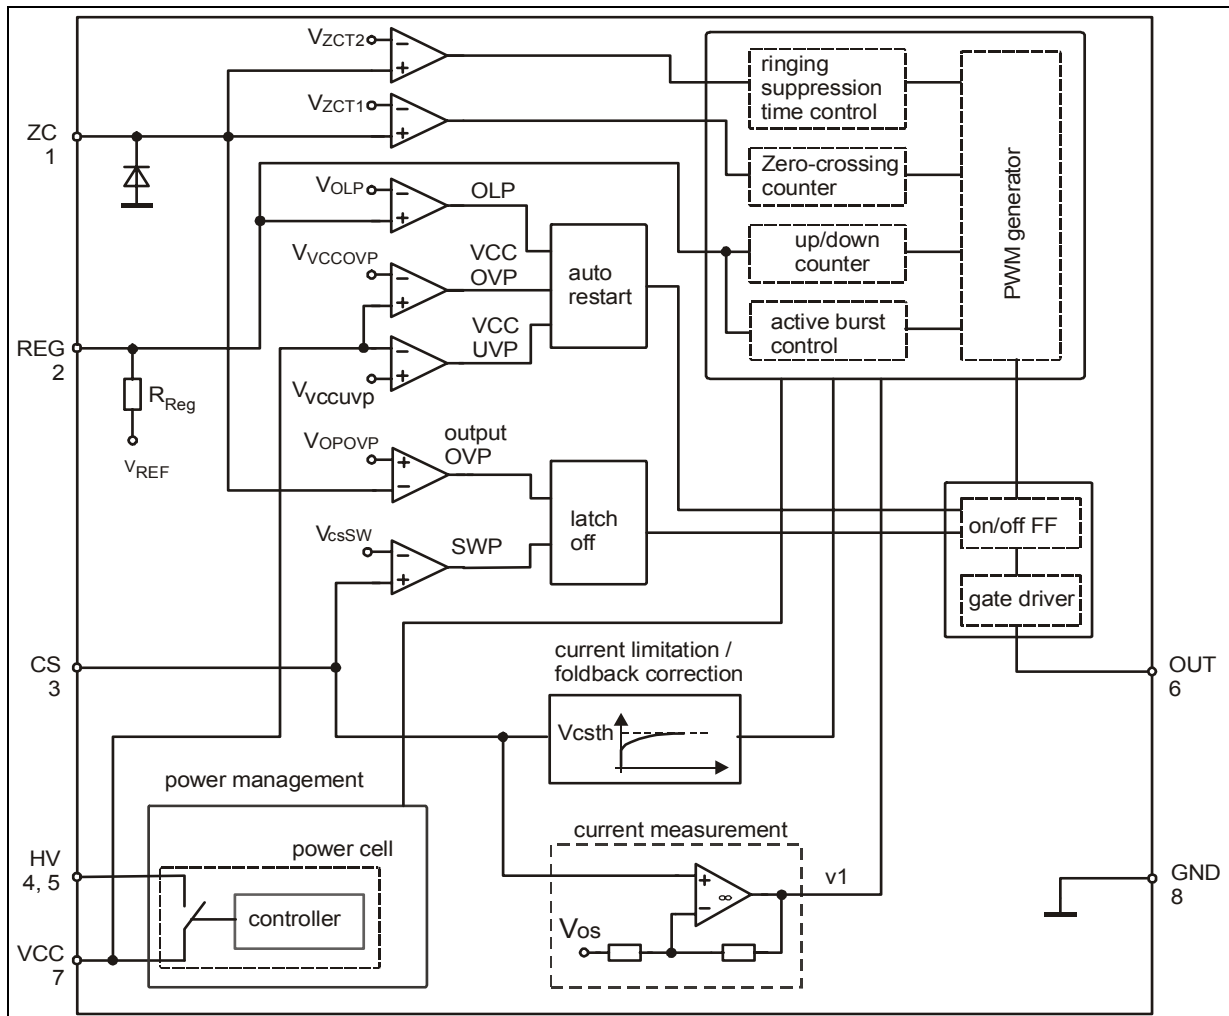 VZCT2
ringing
suppression
time control
VZCT1
ZC
1
Zero-crossing
counter
VOLP
OLP
up/down
counter
PWM generator
VVCCOVP
VCC
OVP
auto
restart
active burst
control
REG
2
VCC
UVP
RReg
Vvccuvp
VREF
VOPOVP
output
OVP
on/off FF
latch
off
VcsSW
SWP
gate driver
CS
3
current limitation /
foldback correction
OUT
6
Vcsth
power management
current measurement
HV
4, 5
power cell
v1
GND
8
controller
+
-
∞
Vos
VCC
7